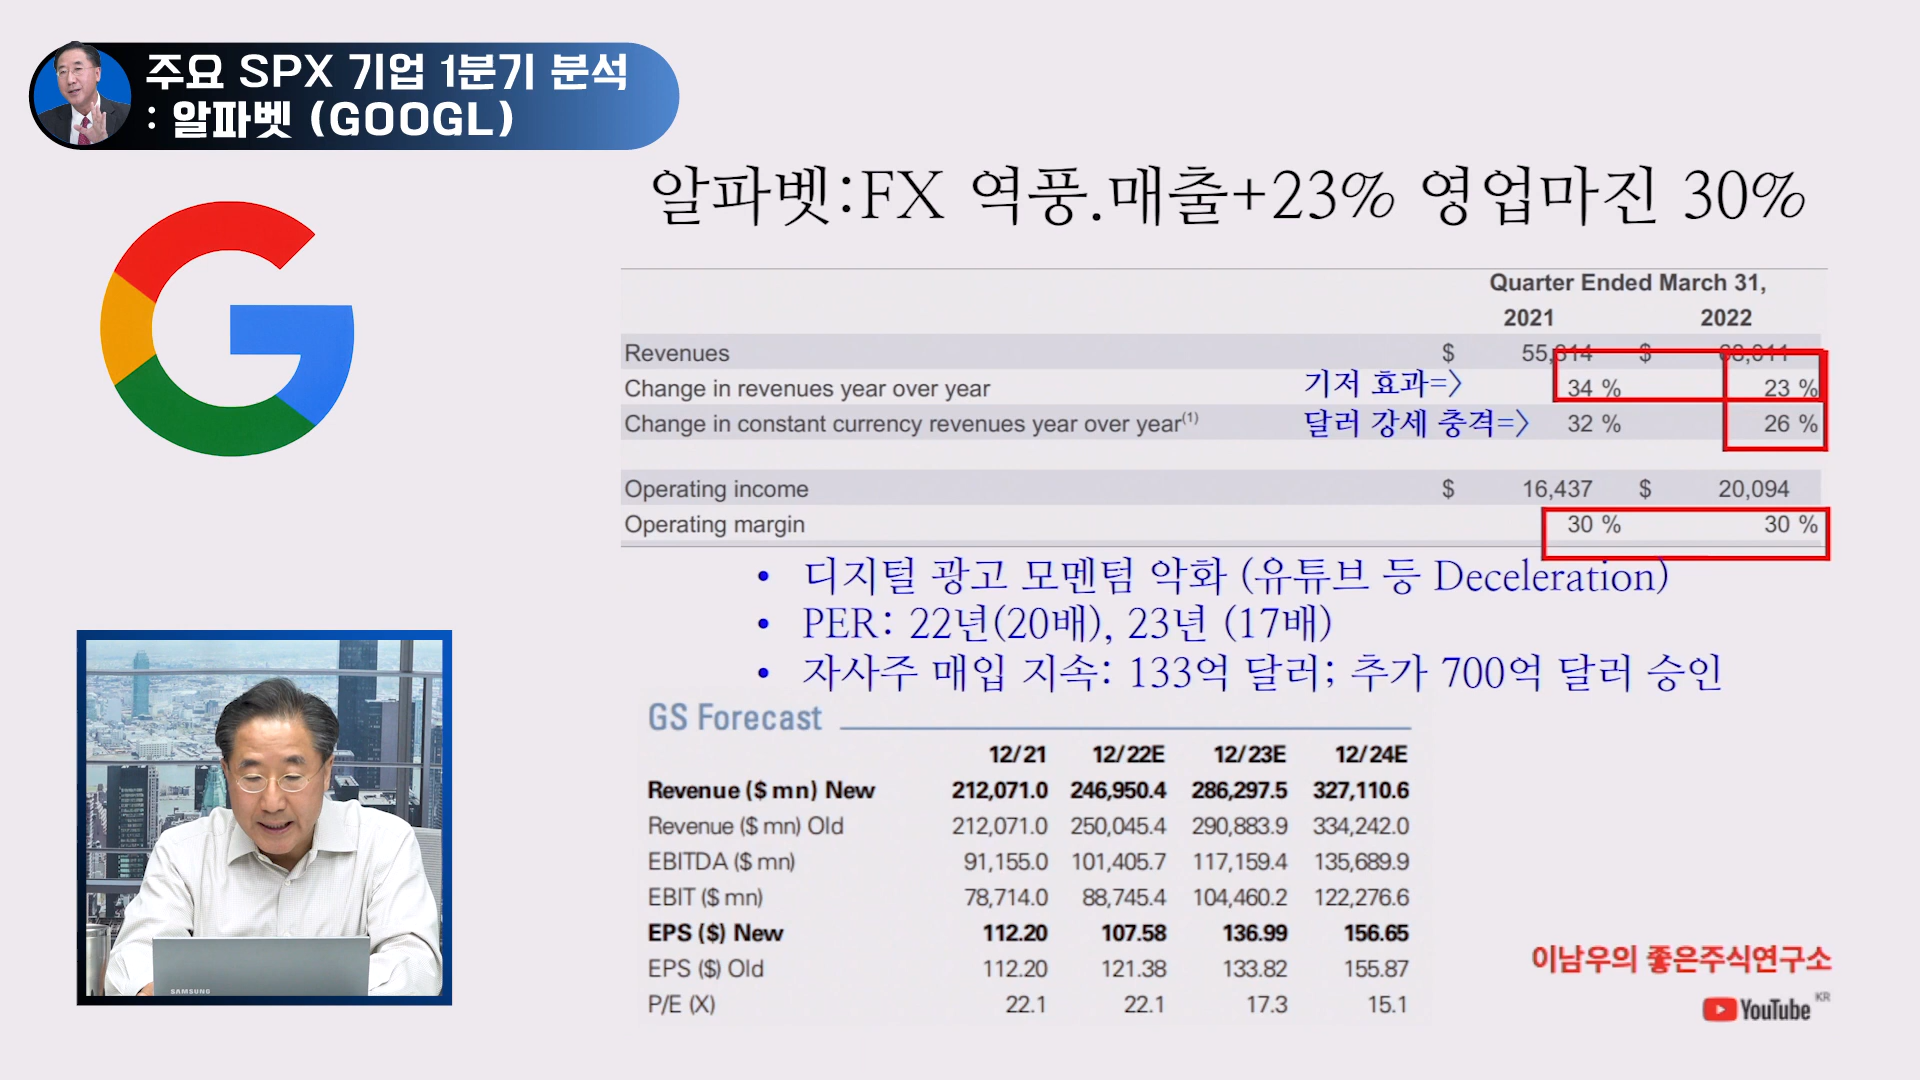 주요 SPX 기업 1분기 분석
: 알파벳 (GOOGL)
알파벳:FX 역풍.매출+23% 영업마진 30%
Quarter Ended March 31,
2021 2022
Revenues $ 55,314 $ 68,011
Change in revenues year over year 기저 효과=> 34 % 23 %
Change in constant currency revenues year over year(1) 달러 강세 충격=> 32 % 26 %
Operating income $ 16,437 $ 20,094
Operating margin 30 % 30 %
• 디지털 광고 모멘텀 악화 (유튜브 등 Deceleration)
• PER: 22년(20배), 23년 (17배)
• 자사주 매입 지속: 133억 달러; 추가 700억 달러 승인
GS Forecast
12/21 12/22E 12/23E 12/24E
Revenue ($ mn) New 212,071.0 246,950.4 286,297.5 327,110.6
Revenue ($ mn) Old 212,071.0 250,045.4 290,883.9 334,242.0
EBITDA ($ mn) 91,155.0 101,405.7 117,159.4 135,689.9
EBIT ($ mn) 78,714.0 88,745.4 104,460.2 122,276.6
EPS ($) New 112.20 107.58 136.99 156.65
EPS ($) Old 112.20 121.38 133.82 155.87
P/E (X) 22.1 22.1 17.3 15.1
SAMSUNG
이남우의 좋은주식연구소
YouTube KR